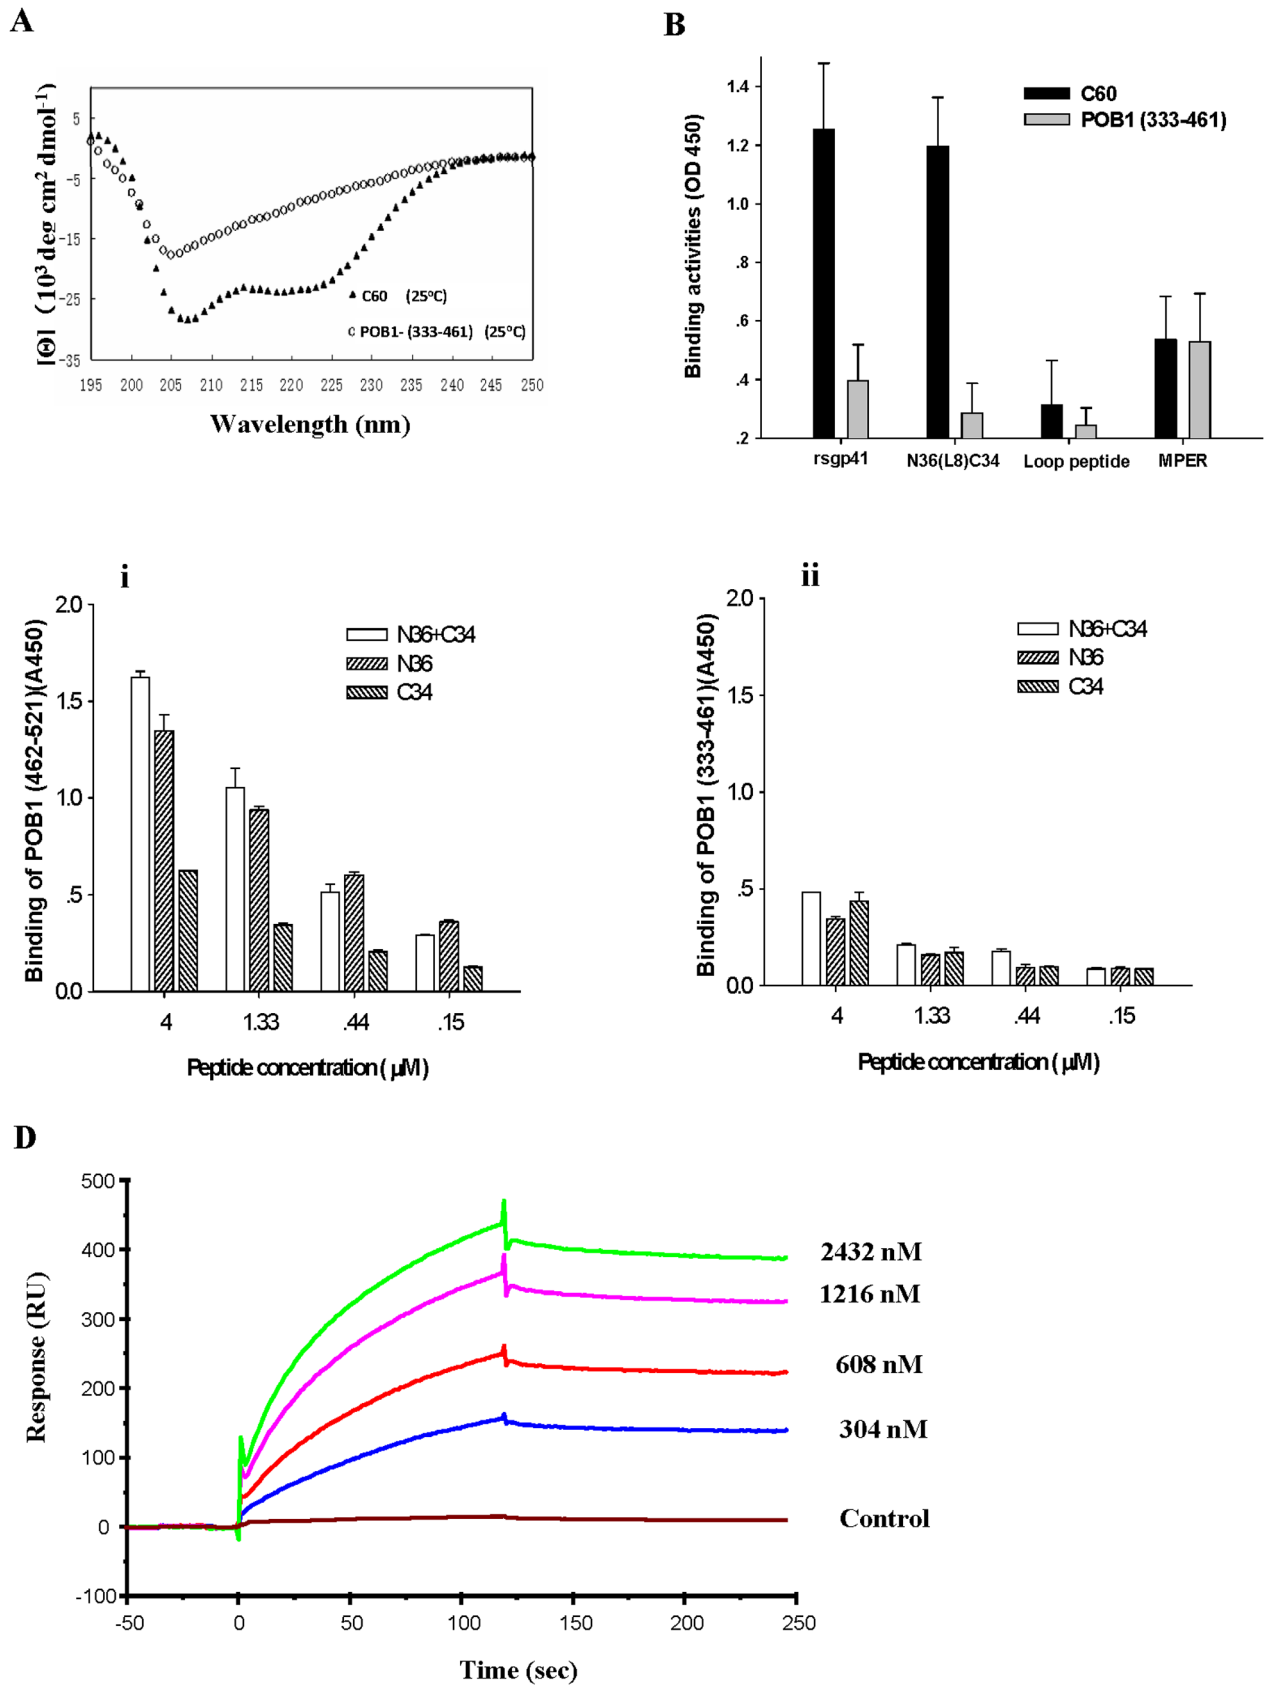 A
[Θ] (10³ deg cm² dmol⁻¹)
5
-5
-15
-25
-35
C60 (25°C)
POB1- (333-461) (25°C)
195 200 205 210 215 220 225 230 235 240 245 250
Wavelength (nm)
B
Binding activities (OD 450)
1.4
1.2
1.0
.8
.6
.4
.2
C60
POB1 (333-461)
rsgp41 N36(L8)C34 Loop peptide MPER
i
Binding of POB1 (462-521)(A450)
2.0
1.5
1.0
.5
0.0
N36+C34
N36
C34
4 1.33 .44 .15
Peptide concentration ( μM)
ii
Binding of POB1 (333-461)(A450)
2.0
1.5
1.0
.5
0.0
N36+C34
N36
C34
4 1.33 .44 .15
Peptide concentration ( μM)
D
Response (RU)
500
400
300
200
100
0
-100
2432 nM
1216 nM
608 nM
304 nM
Control
-50 0 50 100 150 200 250
Time (sec)